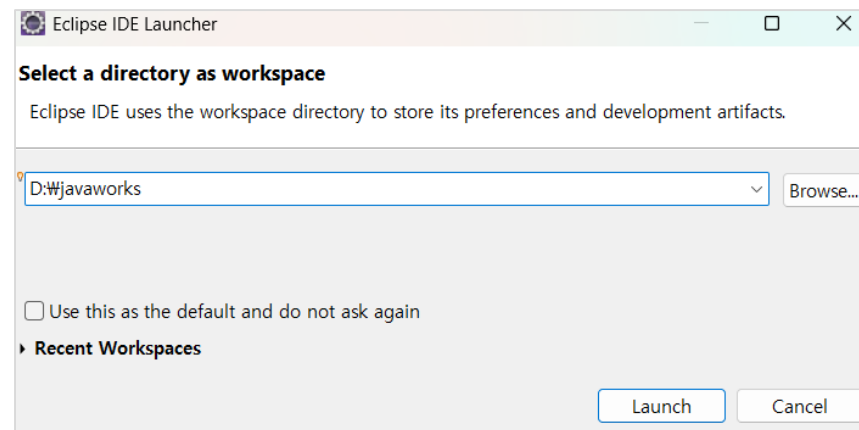 Eclipse IDE Launcher
Select a directory as workspace
Eclipse IDE uses the workspace directory to store its preferences and development artifacts.
D:₩javaworks
Browse...
Use this as the default and do not ask again
Recent Workspaces
Launch
Cancel